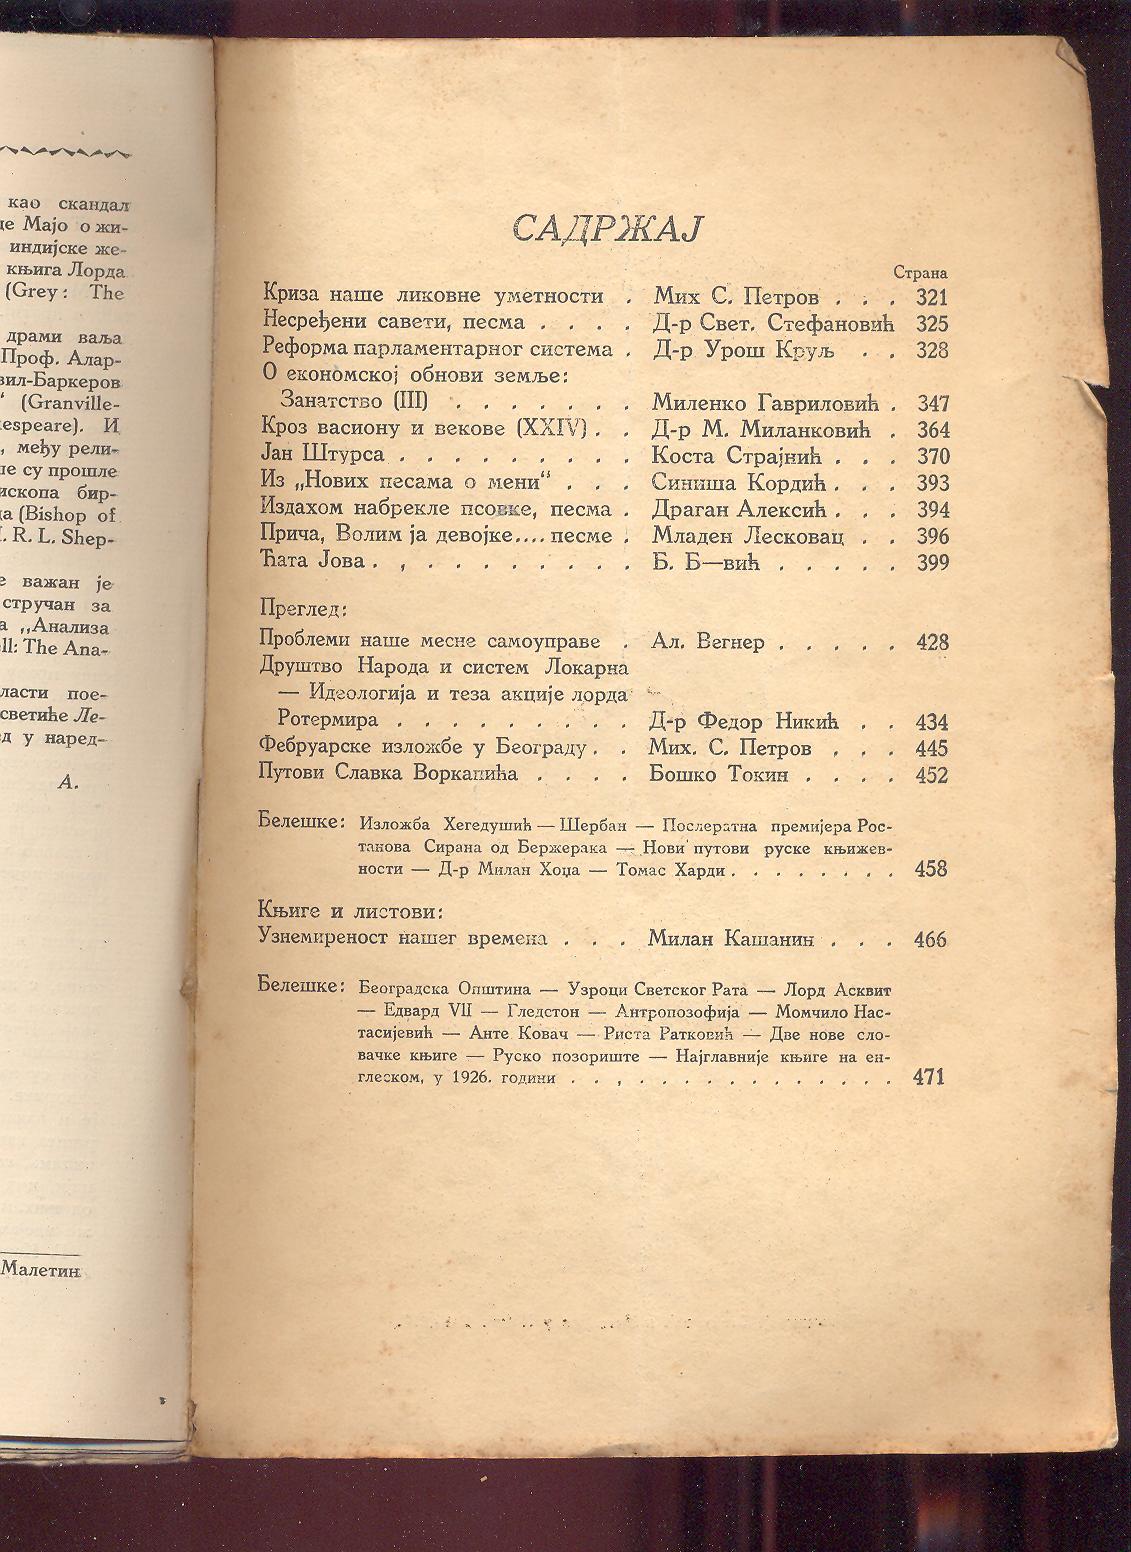 као скандал
Мајо о жи-
индијске же-
књига Лорда
(Grey: The
драми ваља
Проф. Алар-
вил-Баркеров
(Granville-
espeare). И
, међу рели-
е су прошле
ископа бир-
да (Bishop of
. R. L. Shep-
е важан је
стручан за
а „Анализа
ll: The Ana-
ласти пое-
светиће Ле-
д у наред-
А.
Малетин
САДРЖАЈ
Страна
Криза наше ликовне уметности . Мих С. Петров . . . 321
Несређени савети, песма . . . . Д-р Свет. Стефановић 325
Реформа парламентарног система . Д-р Урош Круљ . . 328
О економској обнови земље:
Занатство (III) . . . . . . . Миленко Гавриловић . 347
Кроз васиону и векове (XXIV) . . Д-р М. Миланковић . 364
Јан Штурса . . . . . . . . . Коста Страјнић . . . 370
Из „Нових песама о мени“ . . . Синиша Кордић . . . 393
Издахом набрекле псовке, песма . Драган Алексић . . . 394
Прича, Волим ја девојке.... песме . Младен Лесковац . . 396
Ћата Јова . , . . . . . . . . Б. Б—вић . . . . . 399
Преглед:
Проблеми наше месне самоуправе . Ал. Вегнер . . . . . 428
Друштво Народа и систем Локарна
— Идеологија и теза акције лорда
Ротермира . . . . . . . . . Д-р Федор Никић . . 434
Фебруарске изложбе у Београду . . Мих. С. Петров . . . 445
Путови Славка Воркапића . . . . Бошко Токин . . . . 452
Белешке: Изложба Хегедушић — Шербан — Послератна премијера Рос-
танова Сирана од Бержерака — Нови путови руске књижев-
ности — Д-р Милан Хоџа — Томас Харди . . . . . . . . 458
Књиге и листови:
Узнемиреност нашег времена . . . Милан Кашанин . . . 466
Белешке: Београдска Општина — Узроци Светског Рата — Лорд Асквит
— Едвард VII — Гледстон — Антропозофија — Момчило Нас-
тасијевић — Анте Ковач — Риста Ратковић — Две нове сло-
вачке књиге — Руско позориште — Најглавније књиге на ен-
глеском, у 1926. години . . , . . . . . . . . . . . . 471